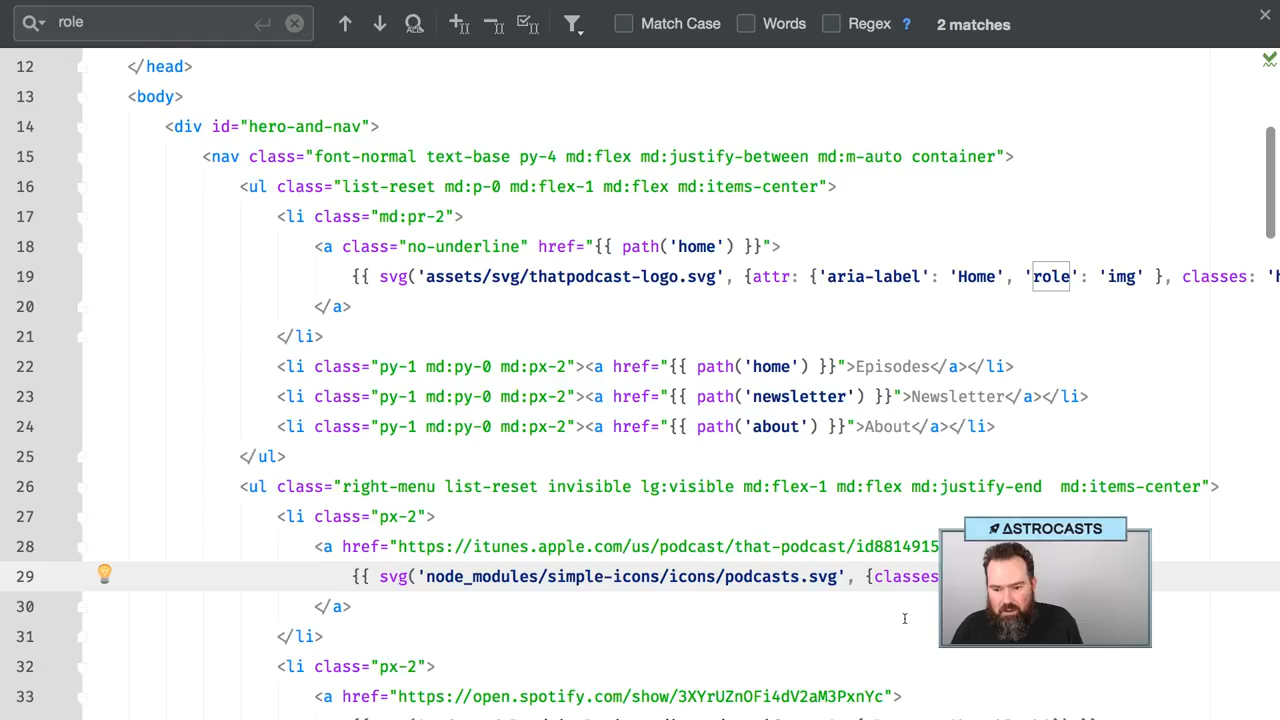 role
Match Case
Words
Regex
?
2 matches
12 </head>
13 <body>
14 <div id="hero-and-nav">
15 <nav class="font-normal text-base py-4 md:flex md:justify-between md:m-auto container">
16 <ul class="list-reset md:p-0 md:flex-1 md:flex md:items-center">
17 <li class="md:pr-2">
18 <a class="no-underline" href="{{ path('home') }}">
19 {{ svg('assets/svg/thatpodcast-logo.svg', {attr: {'aria-label': 'Home', 'role': 'img' }, classes: 'h
20 </a>
21 </li>
22 <li class="py-1 md:py-0 md:px-2"><a href="{{ path('home') }}">Episodes</a></li>
23 <li class="py-1 md:py-0 md:px-2"><a href="{{ path('newsletter') }}">Newsletter</a></li>
24 <li class="py-1 md:py-0 md:px-2"><a href="{{ path('about') }}">About</a></li>
25 </ul>
26 <ul class="right-menu list-reset invisible lg:visible md:flex-1 md:flex md:justify-end  md:items-center">
27 <li class="px-2">
28 <a href="https://itunes.apple.com/us/podcast/that-podcast/id8814915
29 {{ svg('node_modules/simple-icons/icons/podcasts.svg', {classes
30 </a>
31 </li>
32 <li class="px-2">
33 <a href="https://open.spotify.com/show/3XYrUZnOFi4dV2aM3PxnYc">
ASTROCASTS